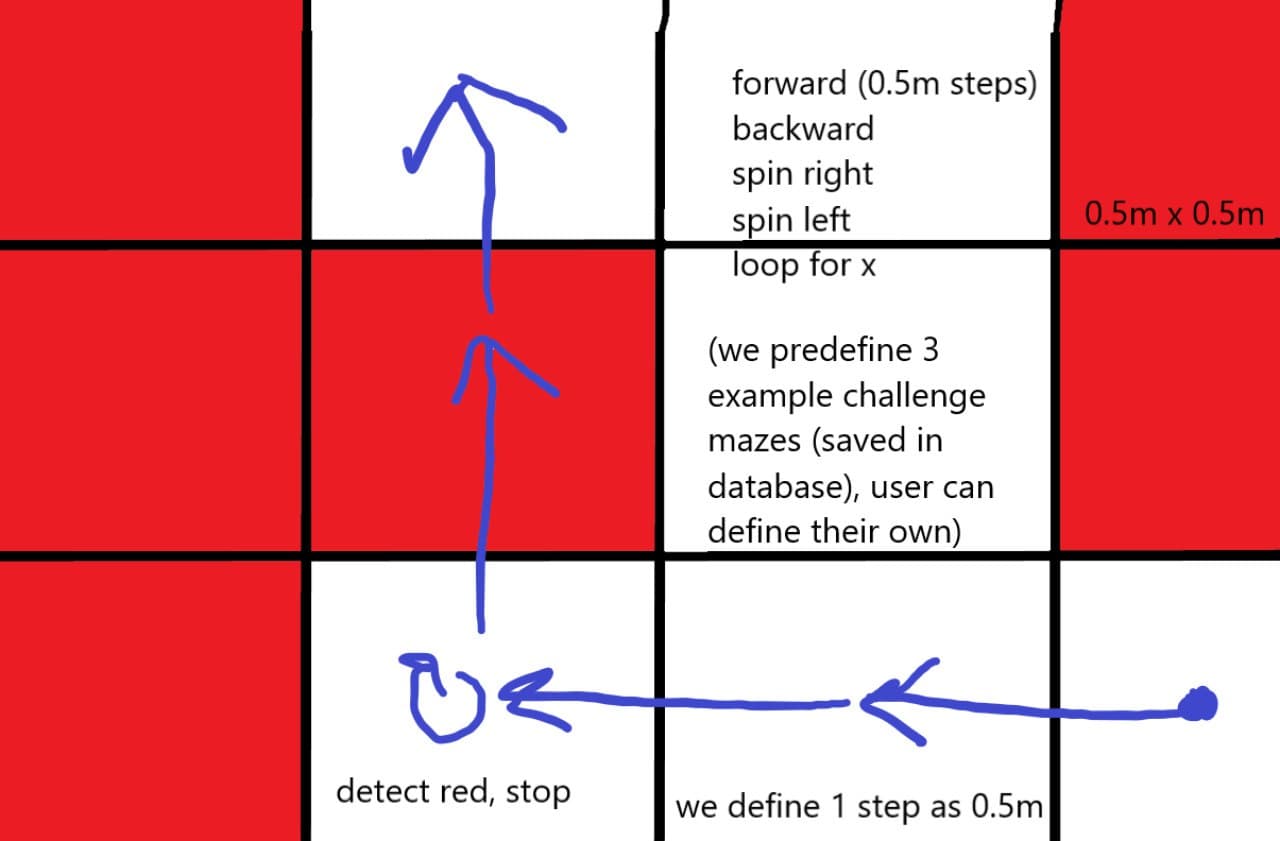 forward (0.5m steps)
backward
spin right
spin left
loop for x
0.5m x 0.5m
(we predefine 3
example challenge
mazes (saved in
database), user can
define their own)
detect red, stop
we define 1 step as 0.5m